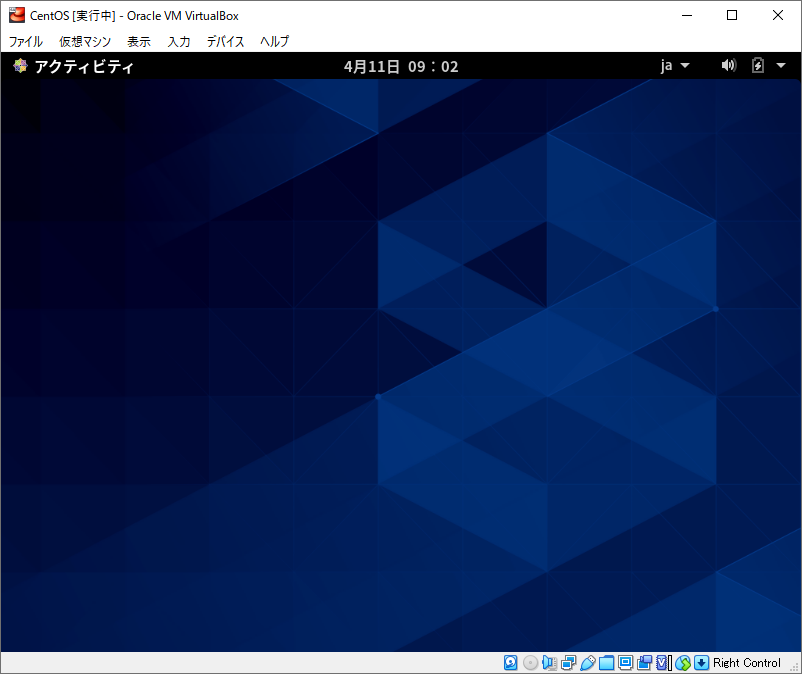 CentOS [実行中] - Oracle VM VirtualBox
ファイル 仮想マシン 表示 入力 デバイス ヘルプ
アクティビティ 4月11日 09：02 ja
Right Control